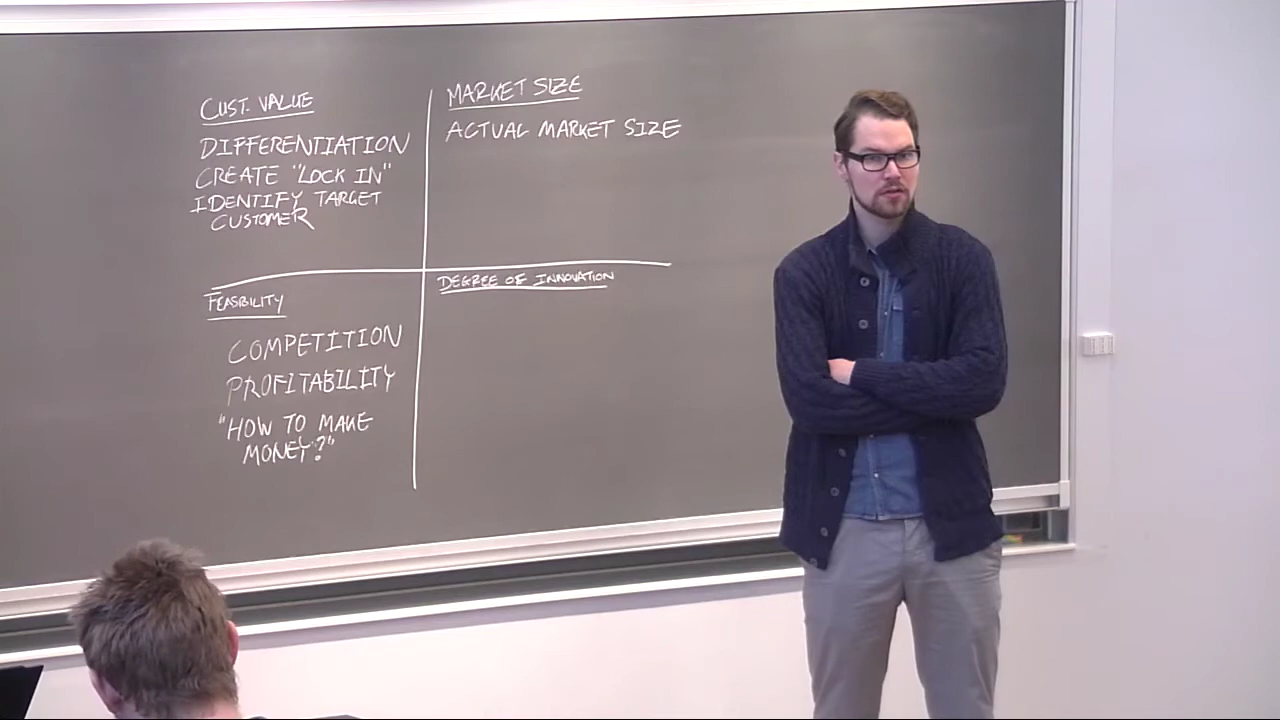 CUST. VALUE
DIFFERENTIATION
CREATE "LOCK IN"
IDENTIFY TARGET
CUSTOMER
MARKET SIZE
ACTUAL MARKET SIZE
FEASIBILITY
COMPETITION
PROFITABILITY
"HOW TO MAKE
MONEY?"
DEGREE OF INNOVATION